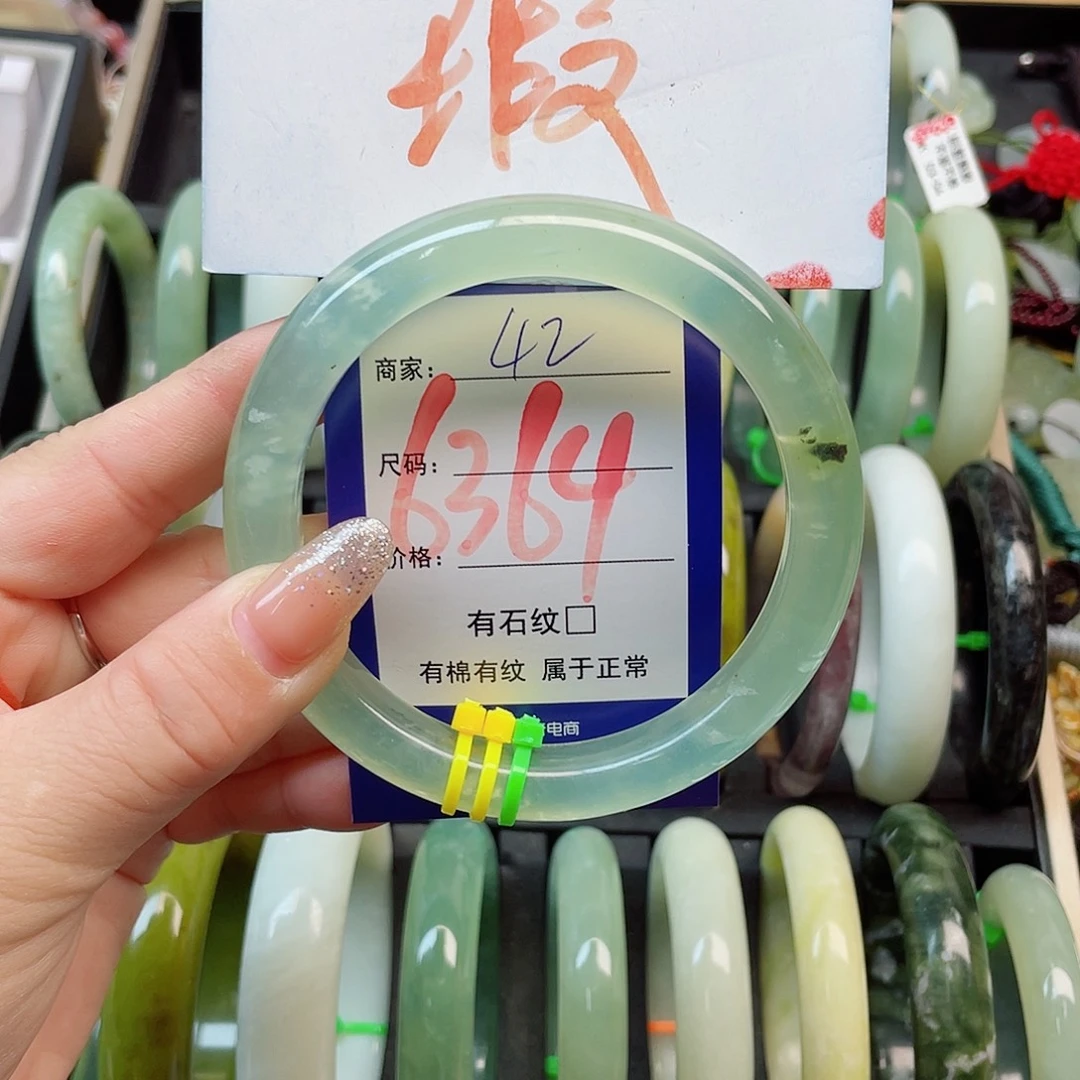 瑕
商家： 42
尺码：
6364
价格：
有石纹□
有棉有纹 属于正常
电商